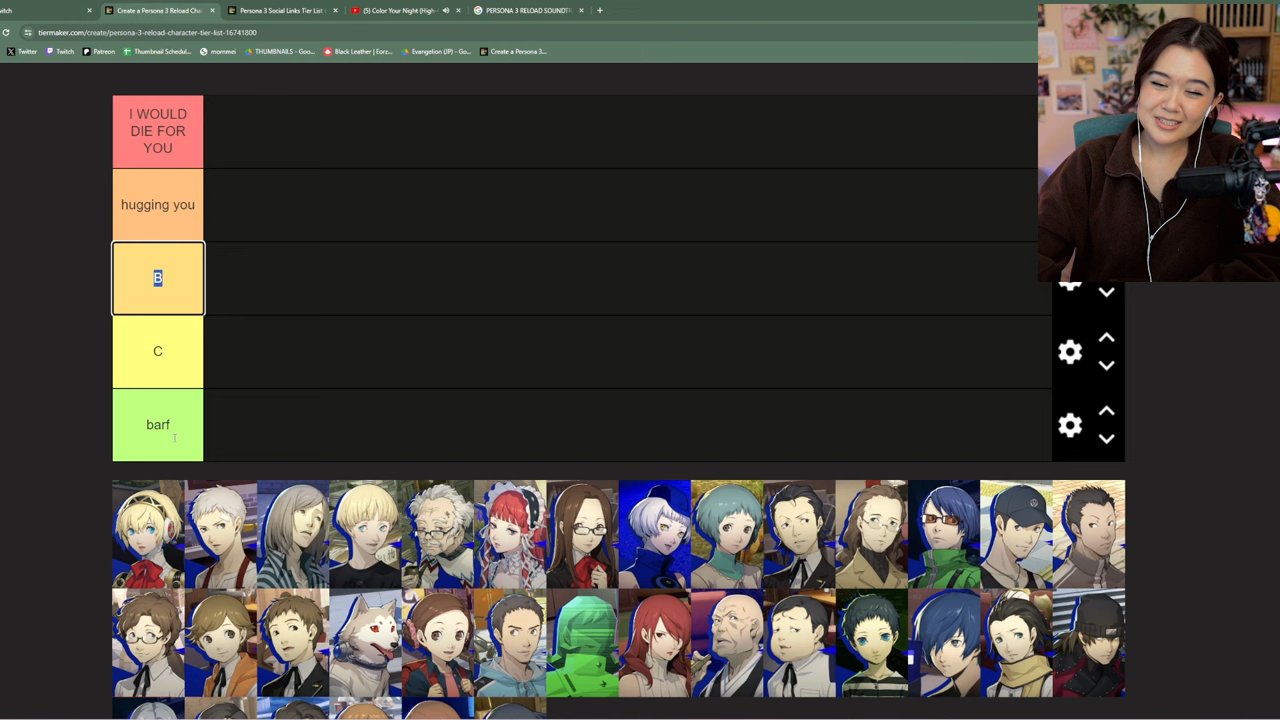 witch
Create a Persona 3 Reload Cha
Persona 3 Social Links Tier List
(5) Color Your Night (High-
PERSONA 3 RELOAD SOUNDT
tiermaker.com/create/persona-3-reload-character-tier-list-16741800
Twitter
Twitch
Patreon
Thumbnail Schedul...
mommei
THUMBNAILS - Goo...
Black Leather | Eorz...
Evangelion (JP) - Go...
Create a Persona 3...
I WOULD
DIE FOR
YOU
hugging you
B
C
barf